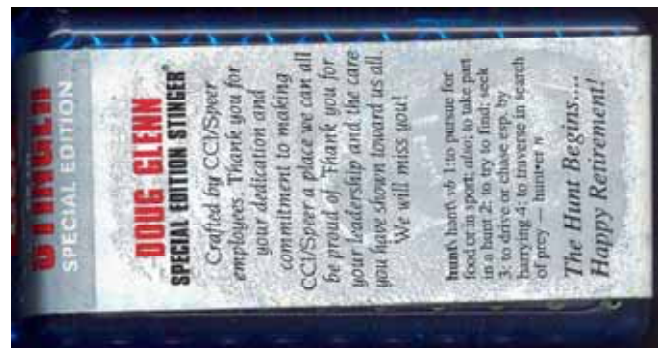 STINGER
SPECIAL EDITION
DOUG GLENN
SPECIAL EDITION STINGER®
Crafted by CCI/Speer
employees. Thank you for
your dedication and
commitment to making
CCI/Speer a place we can all
be proud of. Thank you for
your leadership and the care
you have shown toward us all.
We will miss you!
hunt\ hant\ vb 1:to pursue for
food or in sport; also: to take part
in a hunt 2: to try to find; seek
3: to drive or chase esp. by
harrying 4: to traverse in search
of prey — hunt•er n
The Hunt Begins....
Happy Retirement!